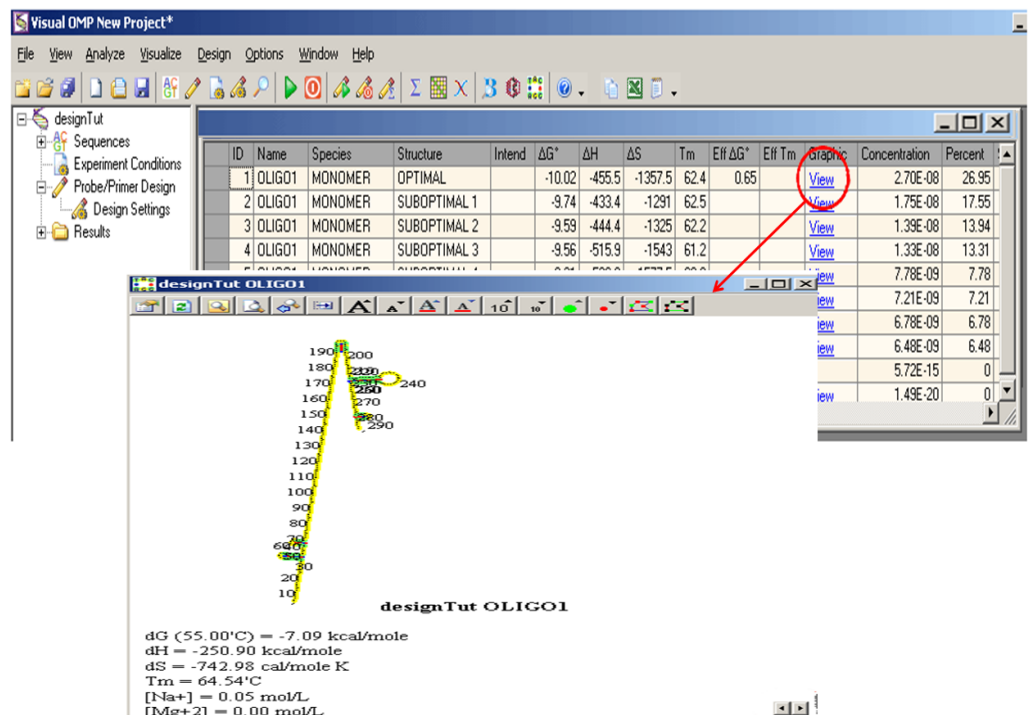 Visual OMP New Project*
File View Analyze Visualize Design Options Window Help
designTut
Sequences
Experiment Conditions
Probe/Primer Design
Design Settings
Results
ID Name Species Structure Intend ΔG° ΔH ΔS Tm Eff ΔG° Eff Tm Graphic Concentration Percent
1 OLIGO1 MONOMER OPTIMAL -10.02 -455.5 -1357.5 62.4 0.65 View 2.70E-08 26.95
2 OLIGO1 MONOMER SUBOPTIMAL 1 -9.74 -433.4 -1291 62.5 View 1.75E-08 17.55
3 OLIGO1 MONOMER SUBOPTIMAL 2 -9.59 -444.4 -1325 62.2 View 1.39E-08 13.94
4 OLIGO1 MONOMER SUBOPTIMAL 3 -9.56 -515.9 -1543 61.2 View 1.33E-08 13.31
7.78E-09 7.78
7.21E-09 7.21
6.78E-09 6.78
6.48E-09 6.48
5.72E-15 0
1.49E-20 0
designTut OLIGO1
190 200
180
170 240
160 270
150
140 290
130
120
110
100
90
80
70
30
20
10
designTut OLIGO1
dG (55.00'C) = -7.09 kcal/mole
dH = -250.90 kcal/mole
dS = -742.98 cal/mole K
Tm = 64.54'C
[Na+] = 0.05 mol/L
[Mg+2] = 0.00 mol/L